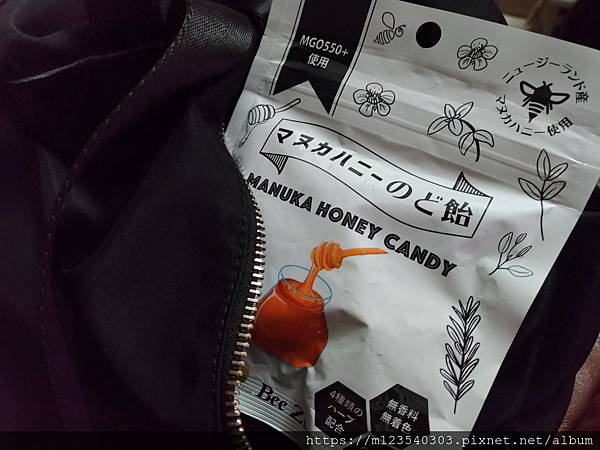 MGO550+
使用
ニュージーランド産
マヌカハニー使用
マヌカハニーのど飴
MANUKA HONEY CANDY
Bee
4種類の
ハーブ
配合
無香料
無着色
https://m123540303.pixnet.net/album